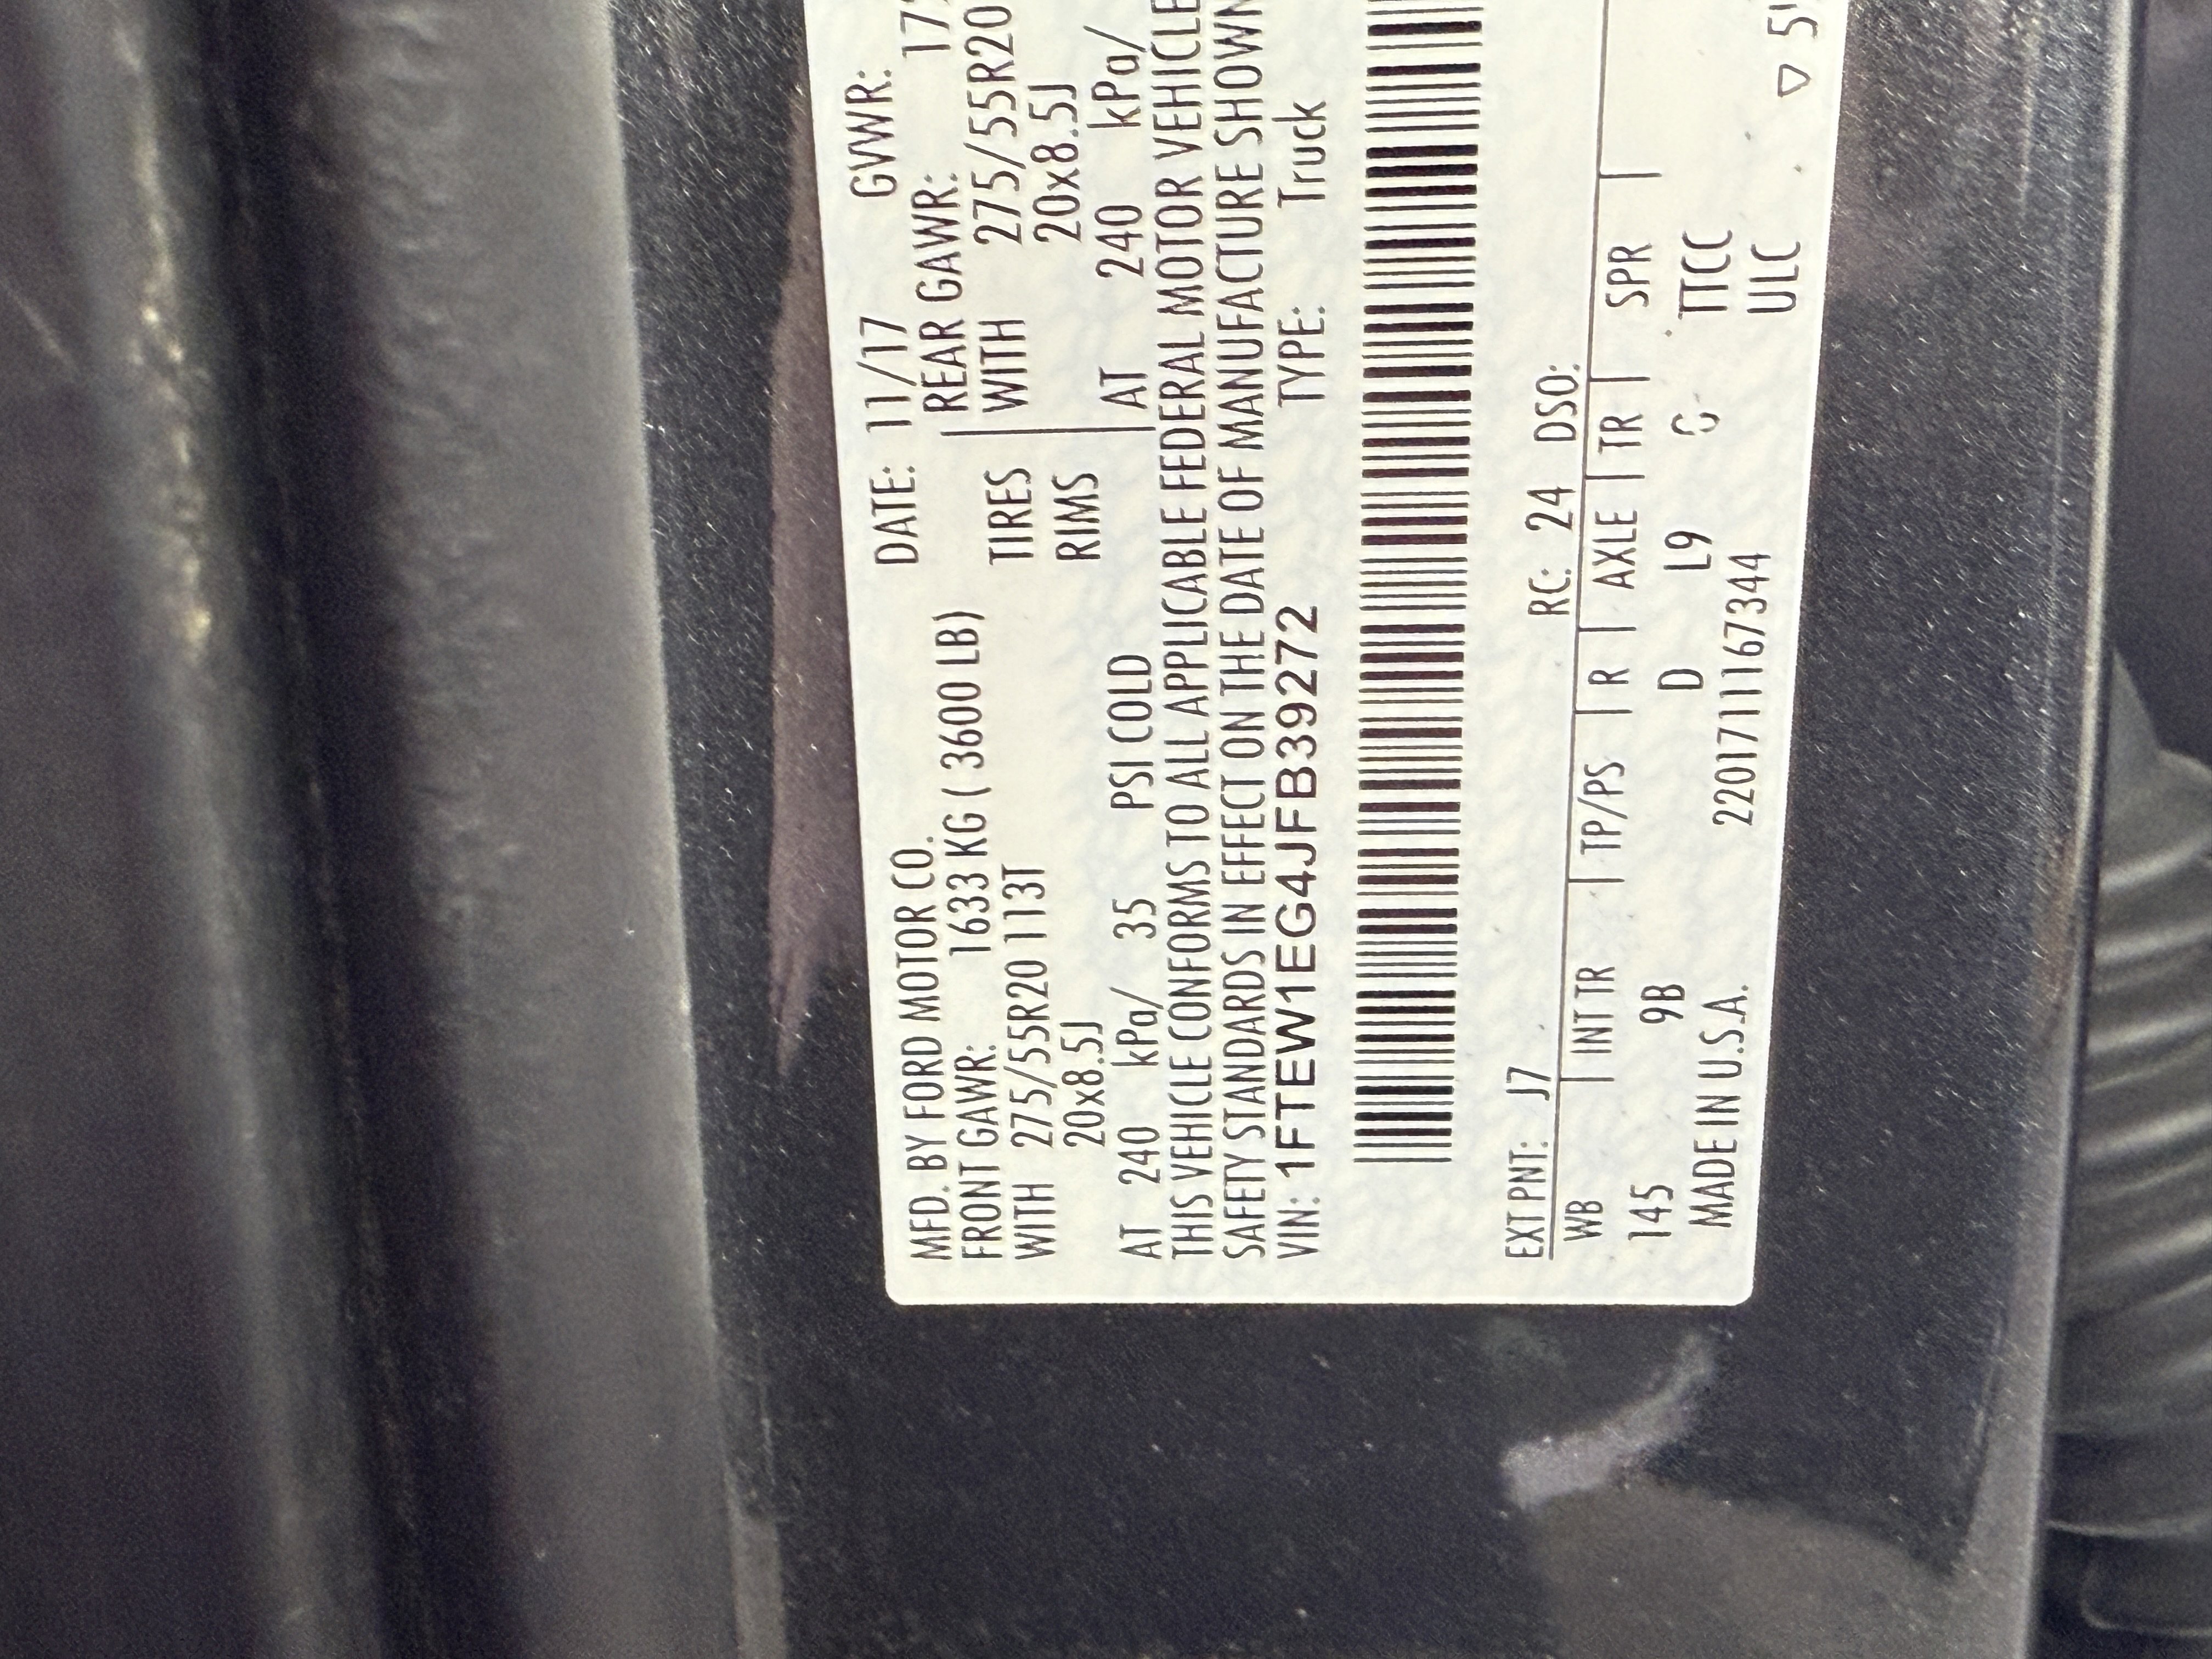 MFD. BY FORD MOTOR CO. DATE: 11/17 GVWR:
FRONT GAWR: 1633 KG ( 3600 LB) REAR GAWR: 17
WITH 275/55R20 113T TIRES WITH 275/55R20
20x8.5J RIMS 20x8.5J
AT 240 kPa/ 35 PSI COLD AT 240 kPa/
THIS VEHICLE CONFORMS TO ALL APPLICABLE FEDERAL MOTOR VEHICLE
SAFETY STANDARDS IN EFFECT ON THE DATE OF MANUFACTURE SHOWN
VIN: 1FTEW1EG4JFB39272 TYPE: Truck
EXT PNT: J7 RC: 24 DSO:
WB INT TR TP/PS R AXLE TR SPR
145 9B D L9 G TTCC
MADE IN U.S.A. 220171116734​4 ULC
▽ 5